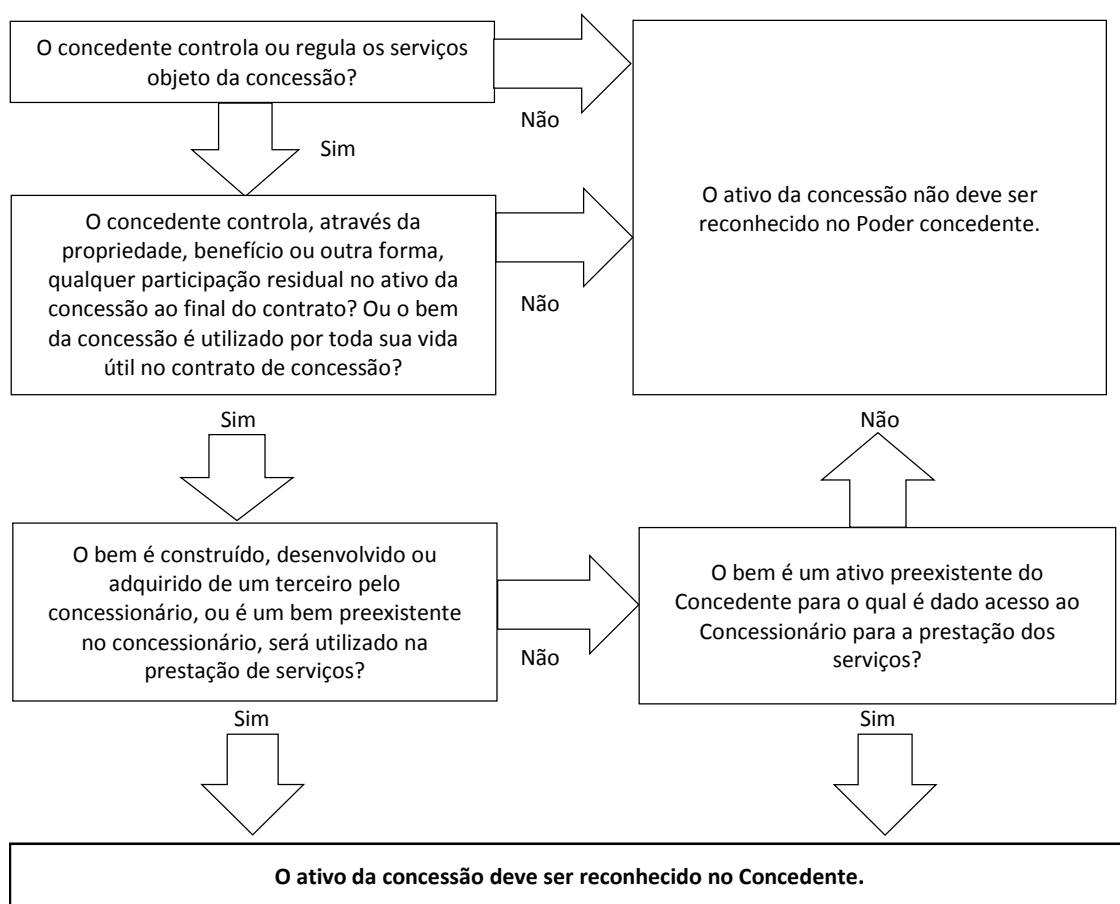 O concedente controla ou regula os serviços
objeto da concessão?
Não
Sim
O ativo da concessão não deve ser
reconhecido no Poder concedente.
O concedente controla, através da
propriedade, benefício ou outra forma,
qualquer participação residual no ativo da
concessão ao final do contrato? Ou o bem
da concessão é utilizado por toda sua vida
útil no contrato de concessão?
Não
Sim
Não
O bem é construído, desenvolvido ou
adquirido de um terceiro pelo
concessionário, ou é um bem preexistente
no concessionário, será utilizado na
prestação de serviços?
Não
O bem é um ativo preexistente do
Concedente para o qual é dado acesso ao
Concessionário para a prestação dos
serviços?
Sim
Sim
O ativo da concessão deve ser reconhecido no Concedente.